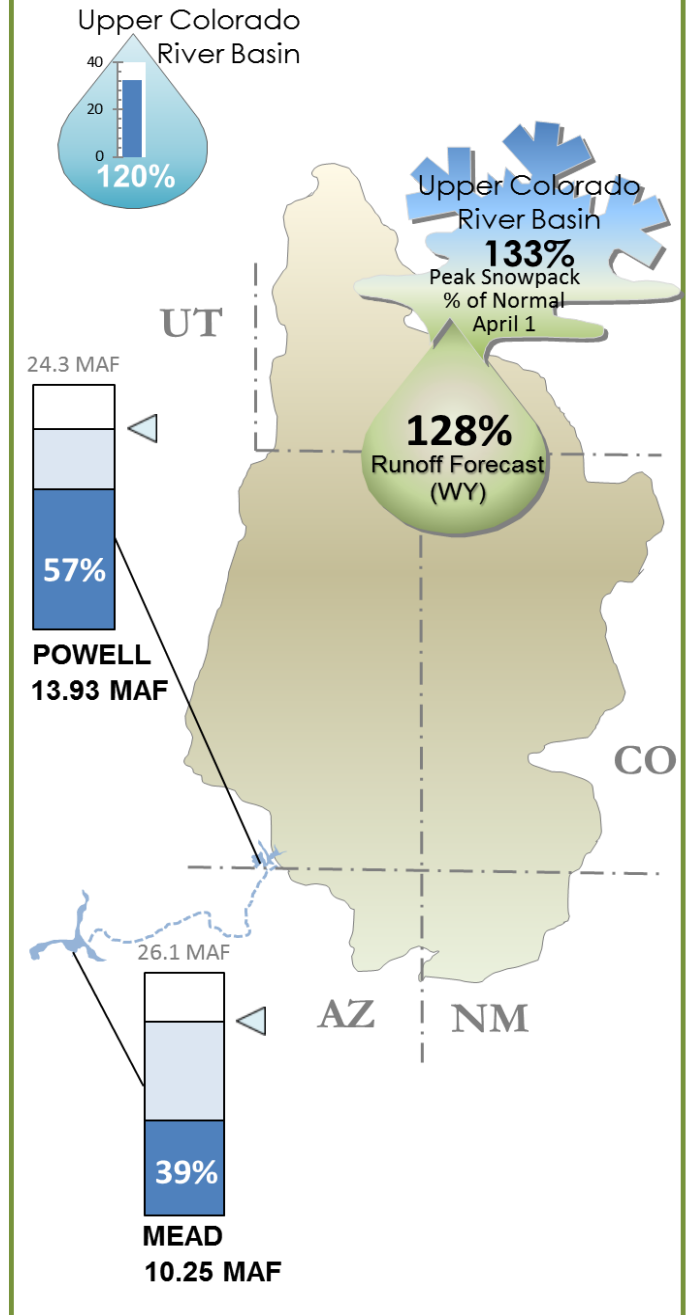 Upper Colorado
River Basin
40
20
0
120%
Upper Colorado
River Basin
133%
Peak Snowpack
% of Normal
April 1
UT
24.3 MAF
128%
Runoff Forecast
(WY)
57%
POWELL
13.93 MAF
CO
26.1 MAF
AZ
NM
39%
MEAD
10.25 MAF